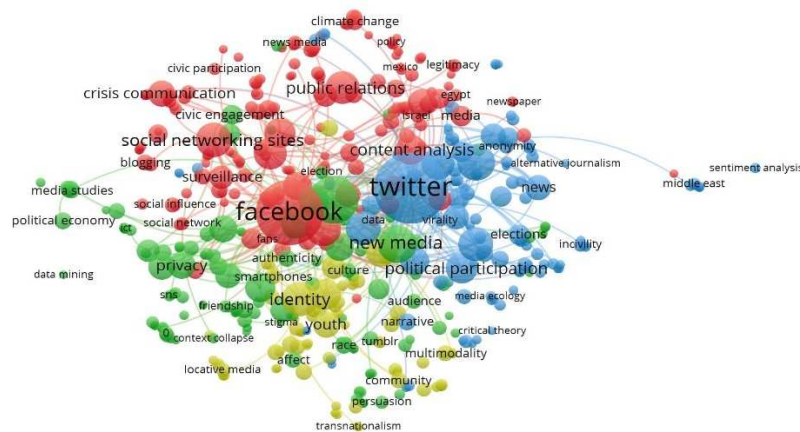 climate change
news media
policy
civic participation
mexico
legitimacy
crisis communication
public relations
egypt
newspaper
civic engagement
israel
media
social networking sites
content analysis
anonymity
blogging
election
alternative journalism
sentiment analysis
surveillance
middle east
media studies
twitter
news
social influence
facebook
political economy
ict
social network
data
virality
elections
fans
new media
incivility
authenticity
privacy
culture
political participation
data mining
smartphones
sns
identity
audience
media ecology
friendship
stigma
youth
narrative
critical theory
0
context collapse
race
tumblr
affect
multimodality
locative media
community
persuasion
transnationalism